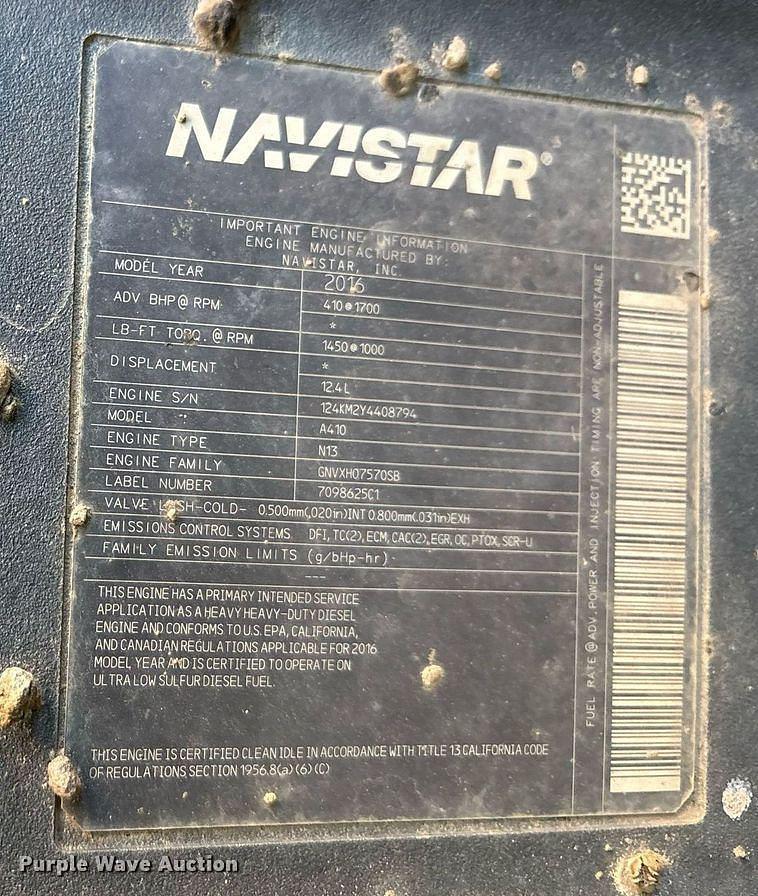 NAVISTAR®
IMPORTANT ENGINE INFORMATION
ENGINE MANUFACTURED BY:
NAVISTAR, INC.
MODEL YEAR 2016
ADV BHP@ RPM 410@1700
*
LB-FT TORQ. @ RPM 1450@1000
*
DISPLACEMENT 12.4L
ENGINE S/N 124KM2Y4408794
MODEL A410
ENGINE TYPE N13
ENGINE FAMILY GNVXH07570SB
LABEL NUMBER 7098625C1
VALVE LASH-COLD- 0.500mm(.020in)INT 0.800mm(.031in)EXH
EMISSIONS CONTROL SYSTEMS DFI, TC(2), ECM, CAC(2), EGR, OC, PTOX, SCR-U
FAMILY EMISSION LIMITS (g/bHp-hr)
---
THIS ENGINE HAS A PRIMARY INTENDED SERVICE
APPLICATION AS A HEAVY HEAVY-DUTY DIESEL
ENGINE AND CONFORMS TO U.S. EPA, CALIFORNIA,
AND CANADIAN REGULATIONS APPLICABLE FOR 2016
MODEL YEAR AND IS CERTIFIED TO OPERATE ON
ULTRA LOW SULFUR DIESEL FUEL.
THIS ENGINE IS CERTIFIED CLEAN IDLE IN ACCORDANCE WITH TITLE 13 CALIFORNIA CODE
OF REGULATIONS SECTION 1956.8(a)(6)(C)
FUEL RATE @ ADV. POWER AND INJECTION TIMING ARE NON-ADJUSTABLE
Purple Wave Auction